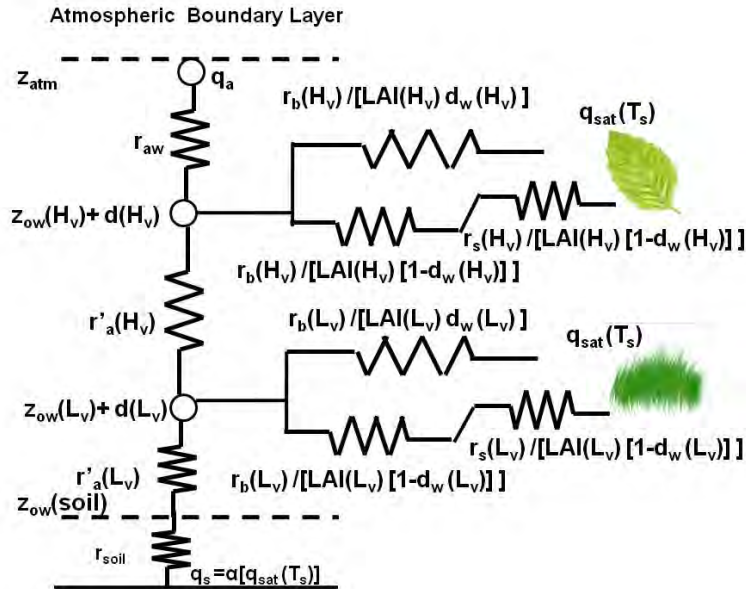 Atmospheric Boundary Layer
z_atm
q_a
r_aw
r_b(H_v) /[LAI(H_v) d_w(H_v) ]
q_sat(T_s)
z_ow(H_v)+ d(H_v)
r_s(H_v) /[LAI(H_v) [1-d_w(H_v)] ]
r_b(H_v) /[LAI(H_v) [1-d_w(H_v)] ]
r'_a(H_v)
r_b(L_v) /[LAI(L_v) d_w(L_v) ]
q_sat(T_s)
z_ow(L_v)+ d(L_v)
r_s(L_v) /[LAI(L_v) [1-d_w(L_v)] ]
r'_a(L_v)
r_b(L_v) /[LAI(L_v) [1-d_w(L_v)] ]
z_ow(soil)
r_soil
q_s =α[q_sat(T_s)]